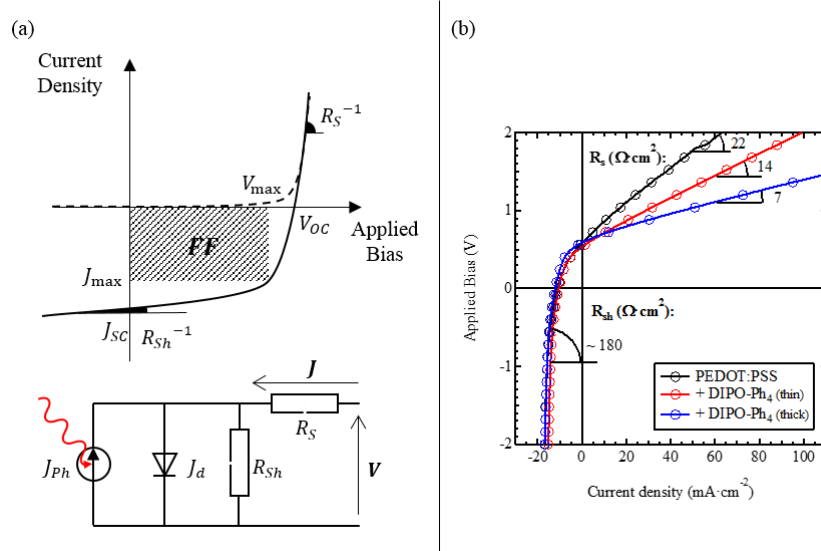 (a)
Current
Density
R_S⁻¹
V_max
V_OC
Applied
Bias
FF
J_max
J_SC
R_Sh⁻¹
J
R_S
J_Ph
J_d
R_Sh
V
(b)
Applied Bias (V)
2
1
0
-1
-2
R_s (Ω·cm²):
22
14
7
R_sh (Ω·cm²):
~ 180
PEDOT:PSS
+ DIPO-Ph₄ (thin)
+ DIPO-Ph₄ (thick)
-20 0 20 40 60 80 100
Current density (mA·cm⁻²)